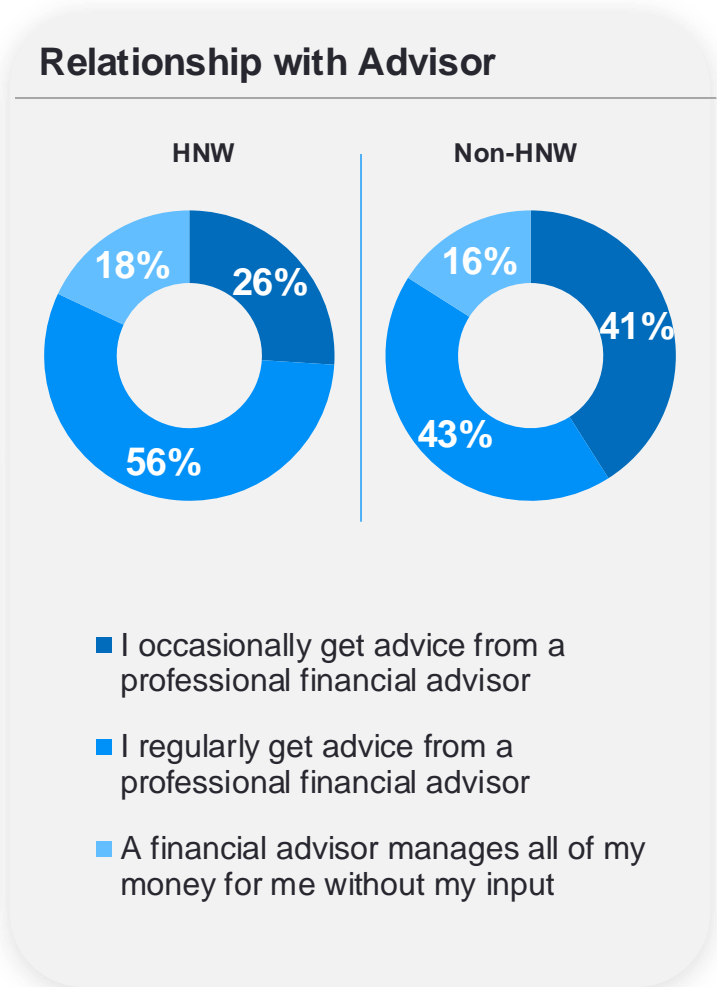 Relationship with Advisor
HNW
Non-HNW
18%
26%
56%
16%
41%
43%
I occasionally get advice from a
professional financial advisor
I regularly get advice from a
professional financial advisor
A financial advisor manages all of my
money for me without my input